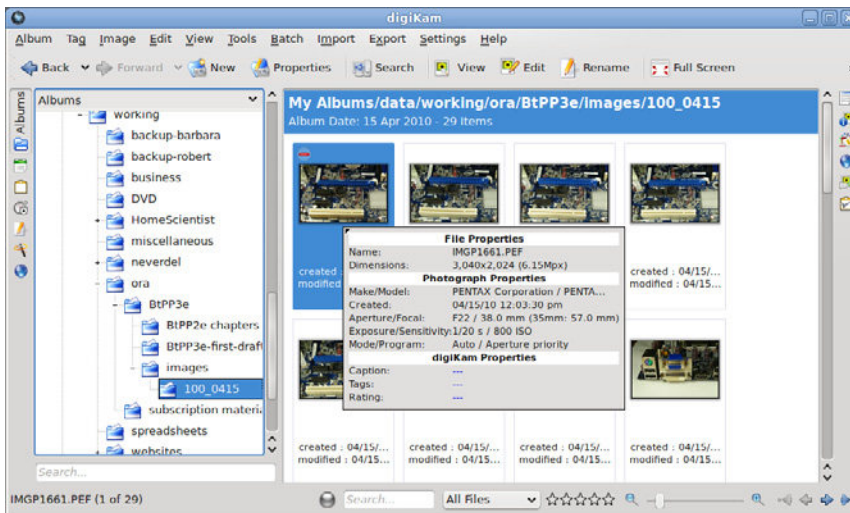 digiKam
Album Tag Image Edit View Tools Batch Import Export Settings Help
Back Forward New Properties Search View Edit Rename Full Screen
Albums
Albums
working
backup-barbara
backup-robert
business
DVD
HomeScientist
miscellaneous
neverdel
ora
BtPP3e
BtPP2e chapters
BtPP3e-first-draft
images
100_0415
subscription materi
spreadsheets
websites
Search...
My Albums/data/working/ora/BtPP3e/images/100_0415
Album Date: 15 Apr 2010 - 29 Items
created :
modified
created : 04/15/...
modified : 04/15...
File Properties
Name: IMGP1661.PEF
Dimensions: 3,040x2,024 (6.15Mpx)
Photograph Properties
Make/Model: PENTAX Corporation / PENTA...
Created: 04/15/10 12:03:30 pm
Aperture/Focal: F22 / 38.0 mm (35mm: 57.0 mm)
Exposure/Sensitivity: 1/20 s / 800 ISO
Mode/Program: Auto / Aperture priority
digiKam Properties
Caption: ---
Tags: ---
Rating: ---
created : 04/15/... created : 04/15/... created : 04/15/... created : 04/15/...
modified : 04/15... modified : 04/15... modified : 04/15... modified : 04/15...
IMGP1661.PEF (1 of 29) Search... All Files